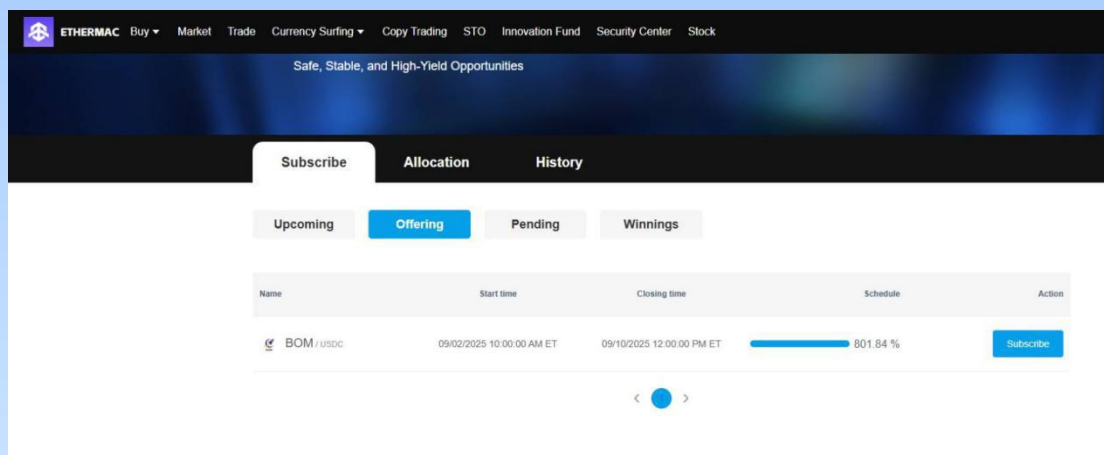 ETHERMAC Buy Market Trade Currency Surfing Copy Trading STO Innovation Fund Security Center Stock
Safe, Stable, and High-Yield Opportunities
Subscribe Allocation History
Upcoming Offering Pending Winnings
Name Start time Closing time Schedule Action
BOM / USDC 09/02/2025 10:00:00 AM ET 09/10/2025 12:00:00 PM ET 801.84 % Subscribe